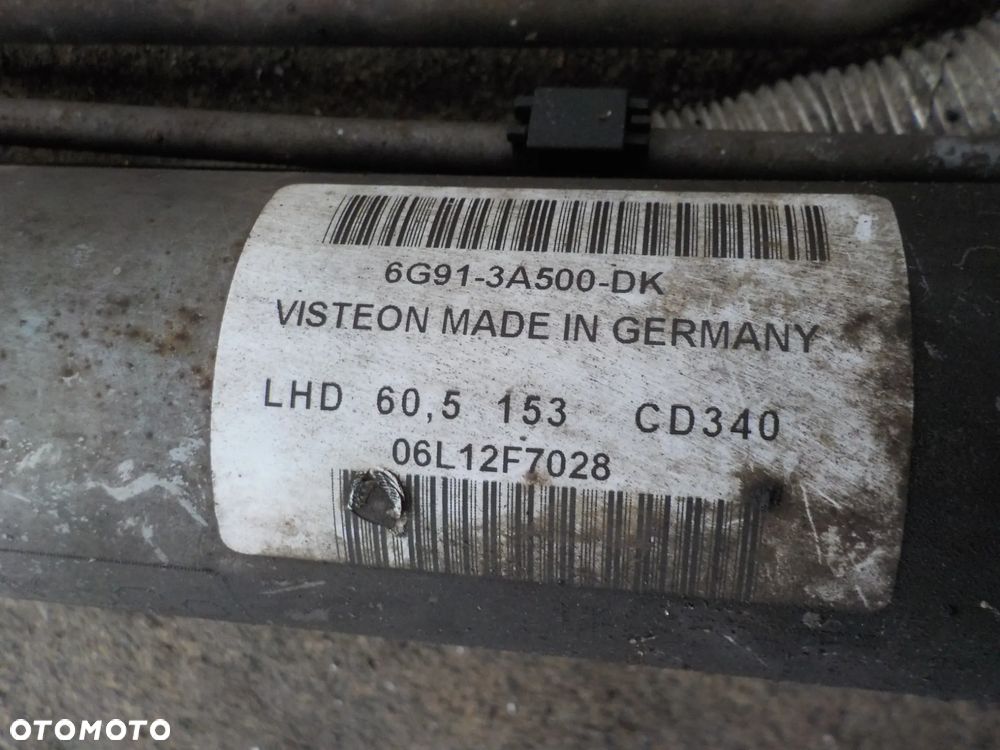 6G91-3A500-DK
VISTEON MADE IN GERMANY
LHD 60,5 153 CD340
06L12F7028
OTOMOTO